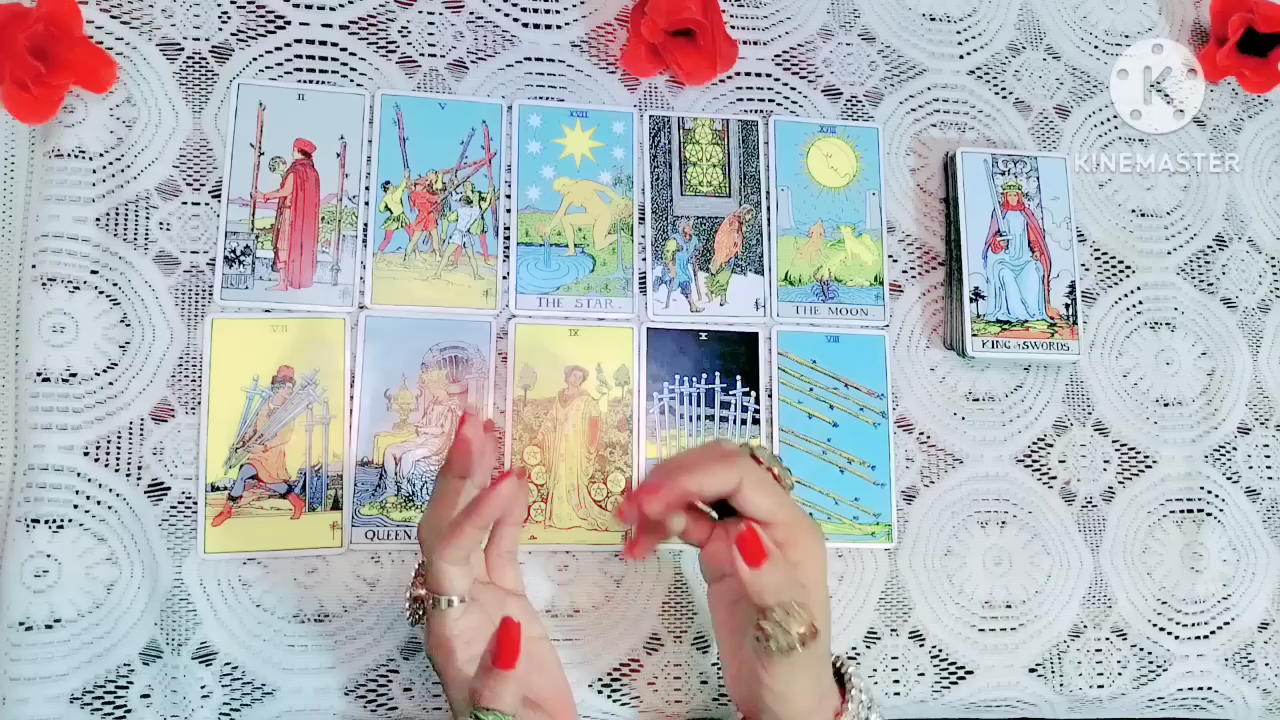 II
V
XVII
XVIII
THE STAR.
THE MOON
K
KINEMASTER
KING of SWORDS.
VII
IX
X
VIII
QUEEN